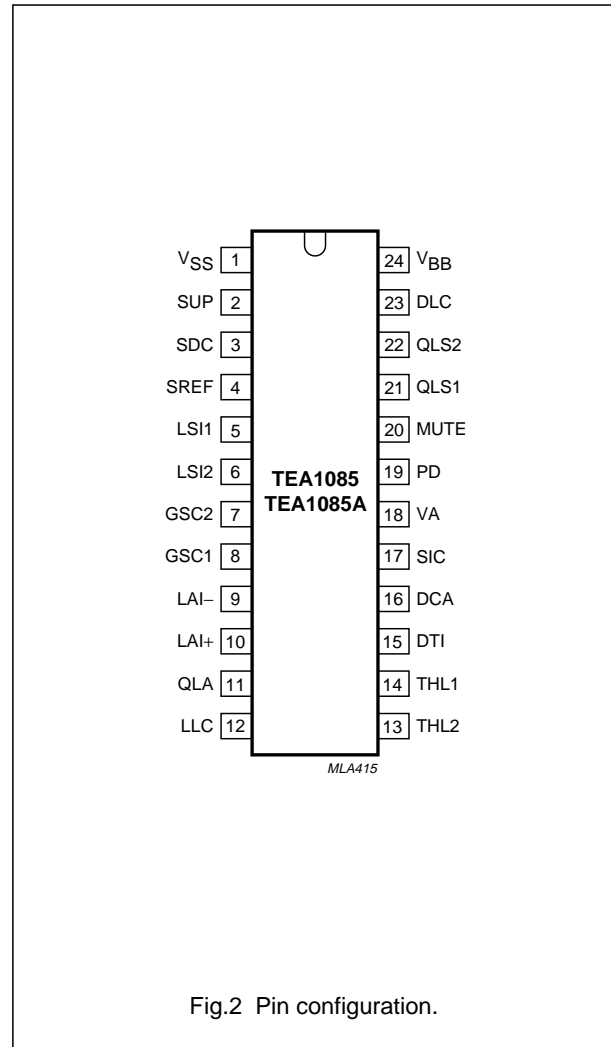 VSS 1 24 VBB
SUP 2 23 DLC
SDC 3 22 QLS2
SREF 4 21 QLS1
LSI1 5 20 MUTE
LSI2 6 19 PD
TEA1085
TEA1085A
GSC2 7 18 VA
GSC1 8 17 SIC
LAI− 9 16 DCA
LAI+ 10 15 DTI
QLA 11 14 THL1
LLC 12 13 THL2
MLA415
Fig.2 Pin configuration.